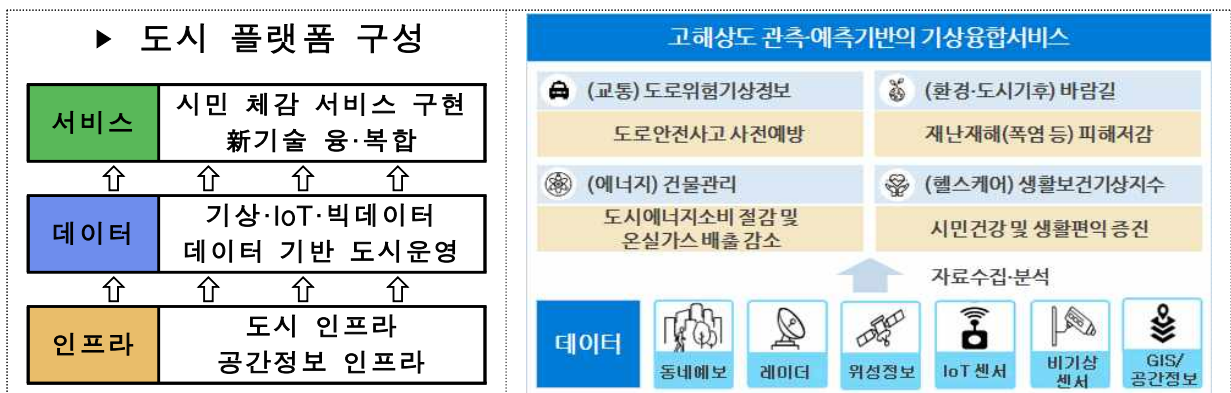 ▶ 도시 플랫폼 구성
서비스
시민 체감 서비스 구현
新기술 융·복합
데이터
기상·IoT·빅데이터
데이터 기반 도시운영
인프라
도시 인프라
공간정보 인프라
고해상도 관측·예측기반의 기상융합서비스
(교통) 도로위험기상정보
도로안전사고 사전예방
(환경·도시기후) 바람길
재난재해(폭염 등) 피해저감
(에너지) 건물관리
도시에너지소비 절감 및
온실가스 배출 감소
(헬스케어) 생활보건기상지수
시민건강 및 생활편익 증진
자료수집·분석
데이터
동네예보
레이더
위성정보
IoT 센서
비기상
센서
GIS/
공간정보